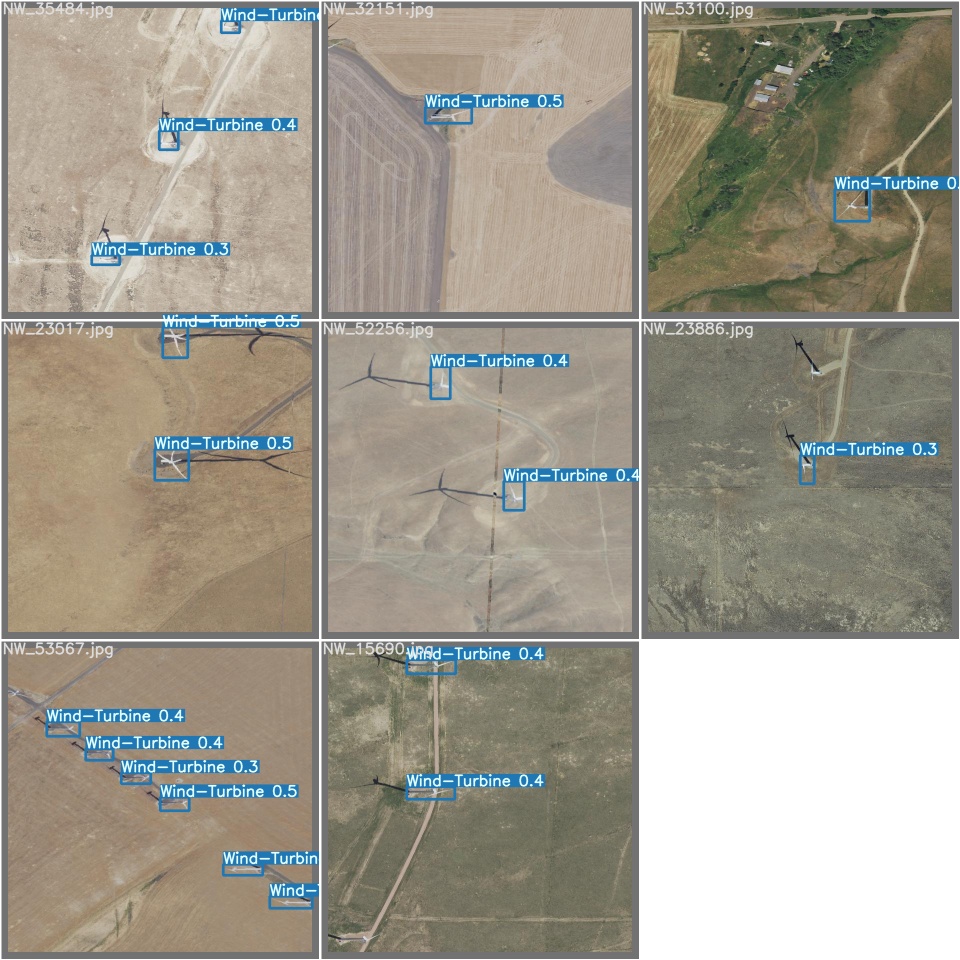 NW_35484.jpg
Wind-Turbine
Wind-Turbine 0.4
Wind-Turbine 0.3
NW_32151.jpg
Wind-Turbine 0.5
NW_53100.jpg
Wind-Turbine 0.
NW_23017.jpg
Wind-Turbine 0.5
Wind-Turbine 0.5
NW_52256.jpg
Wind-Turbine 0.4
Wind-Turbine 0.4
NW_23886.jpg
Wind-Turbine 0.3
NW_53567.jpg
Wind-Turbine 0.4
Wind-Turbine 0.4
Wind-Turbine 0.3
Wind-Turbine 0.5
Wind-Turbin
Wind-T
NW_15690.jpg
Wind-Turbine 0.4
Wind-Turbine 0.4